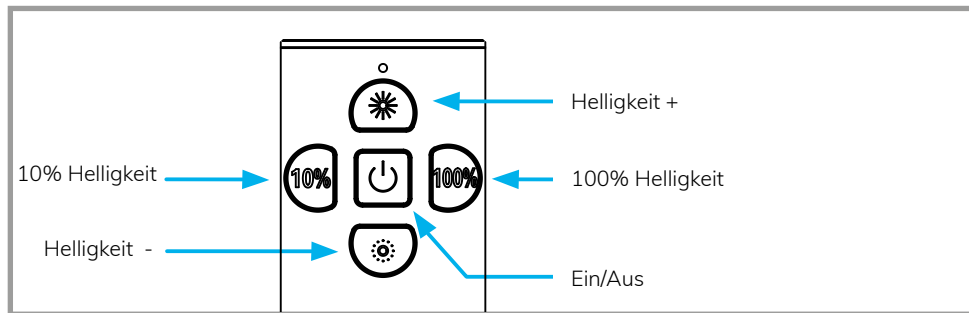 Helligkeit +
10% Helligkeit
10%
100%
100% Helligkeit
Helligkeit -
Ein/Aus